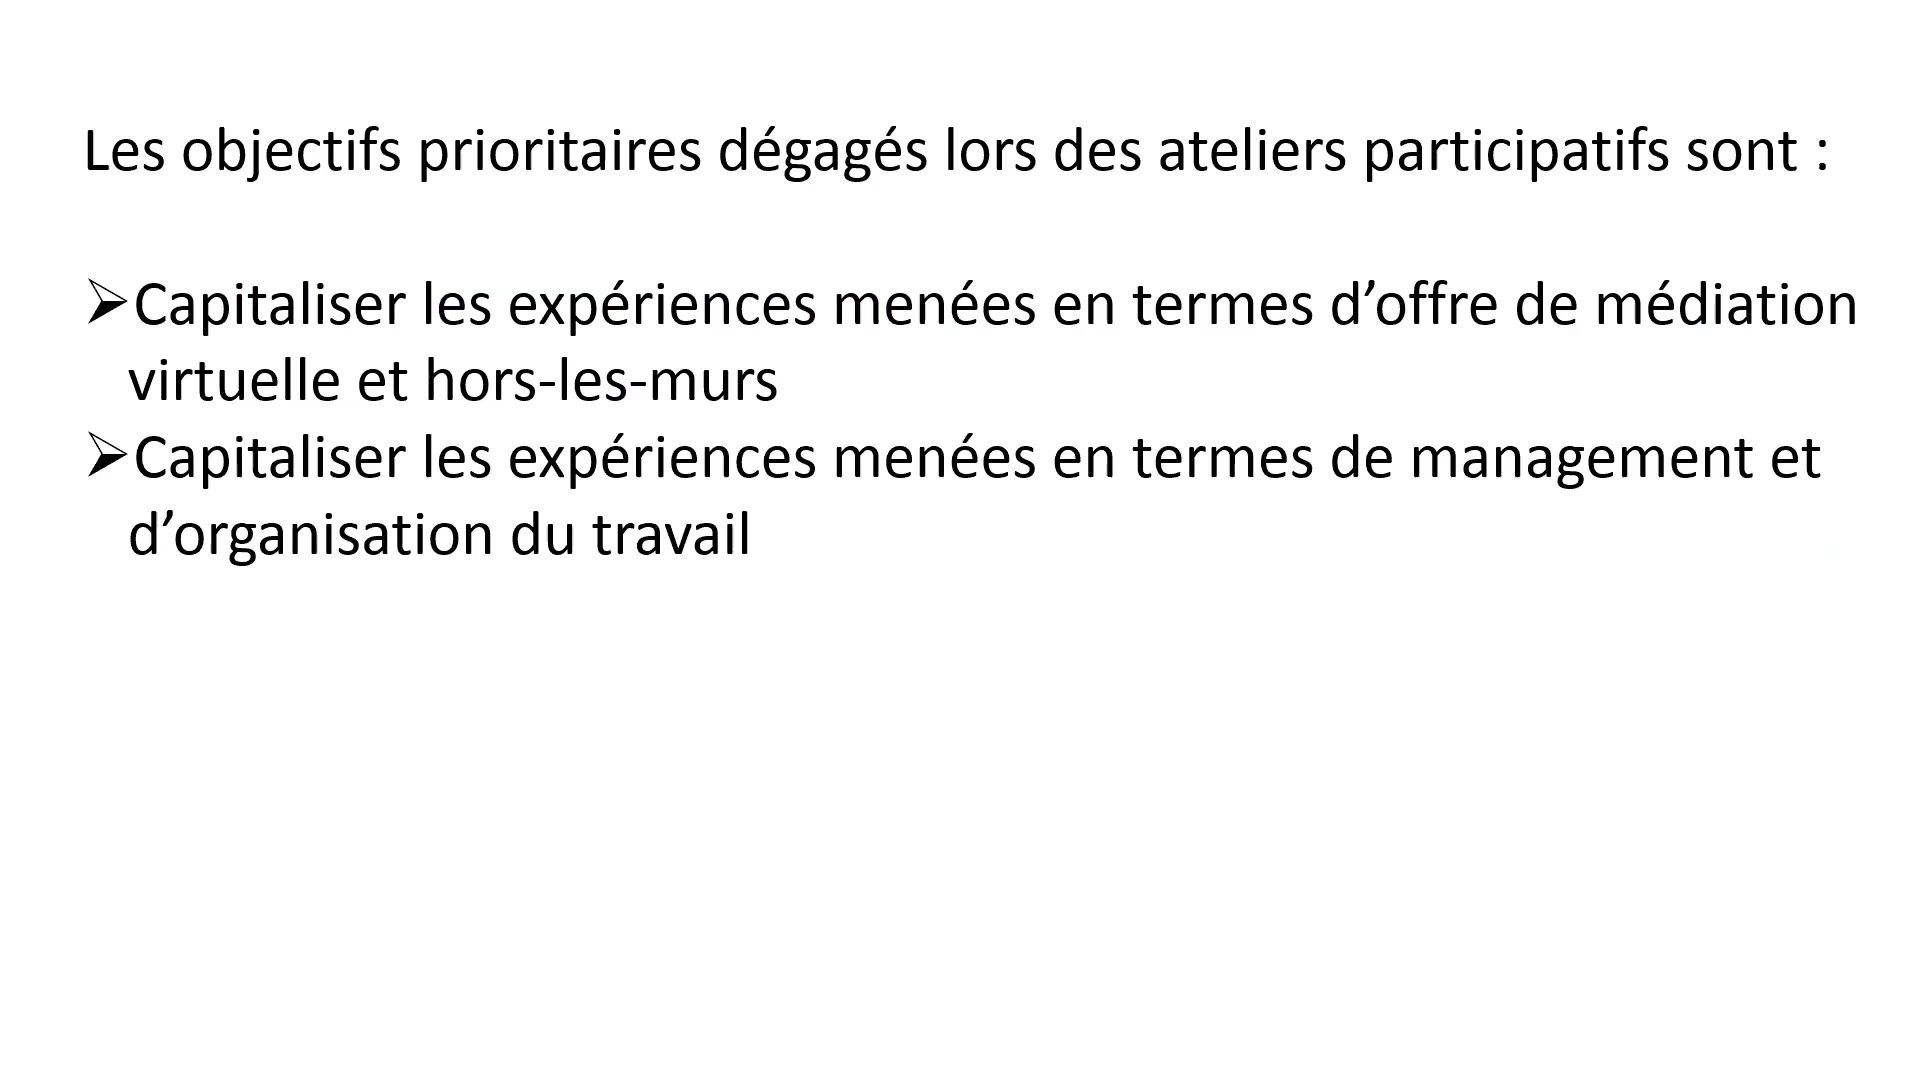 Les objectifs prioritaires dégagés lors des ateliers participatifs sont :
➢Capitaliser les expériences menées en termes d’offre de médiation
virtuelle et hors-les-murs
➢Capitaliser les expériences menées en termes de management et
d’organisation du travail